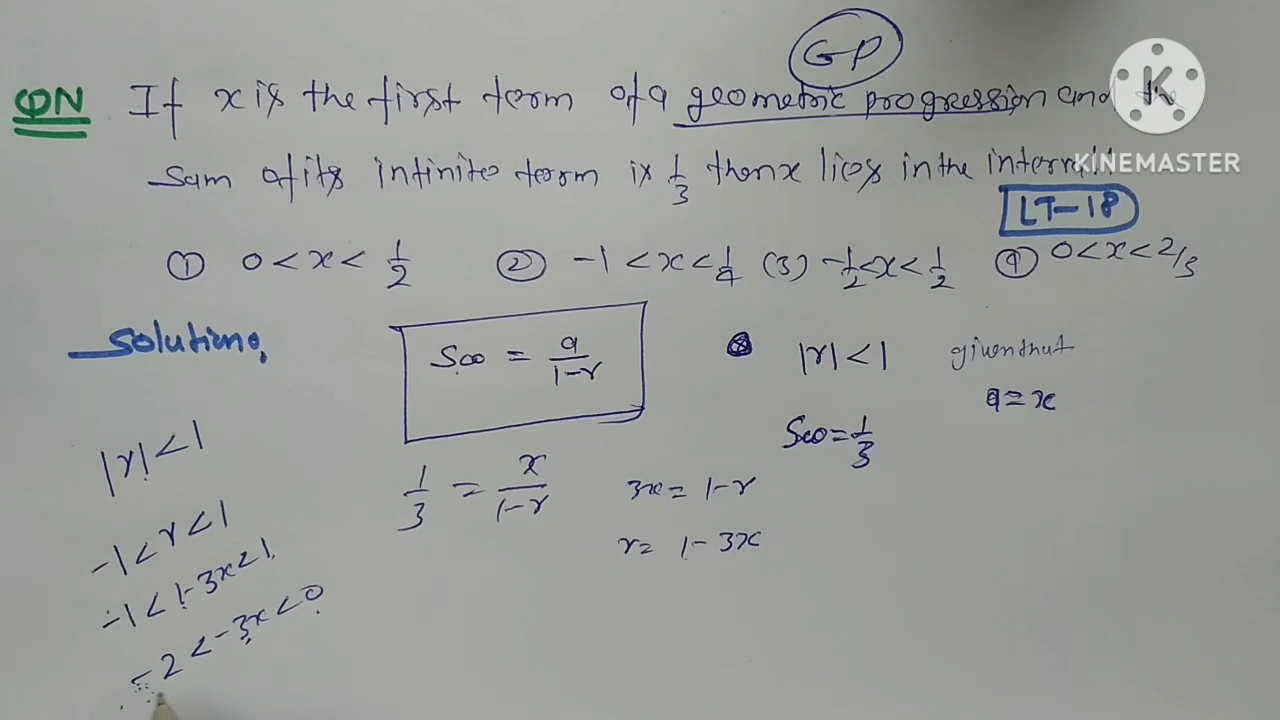 GP
QN If x is the first term of a geometric progression and
Sum of its infinite term is 1/3 then x lies in the interval
K
KINEMASTER
LT-18
① 0 < x < 1/2 ② -1 < x < 1/4 (3) -1/2 < x < 1/2 ④ 0 < x < 2/3
Solution,
S∞ = a/1-r
|r| < 1 given that
a = x
S∞ = 1/3
|r| < 1
1/3 = x/1-r 3x = 1-r
r = 1-3x
-1 < r < 1
-1 < 1-3x < 1
-2 < -3x < 0